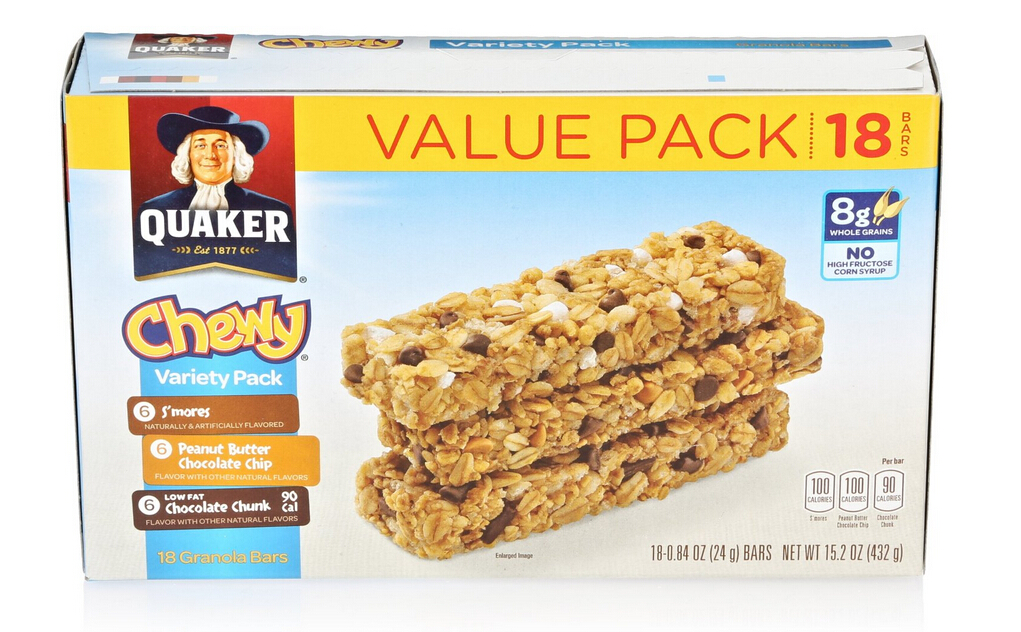 QUAKER
Chewy
Variety Pack
Granola Bars
VALUE PACK 18 BARS
QUAKER
Est 1877
®
Chewy
®
Variety Pack
6 S'mores
NATURALLY & ARTIFICIALLY FLAVORED
6 Peanut Butter
Chocolate Chip
FLAVOR WITH OTHER NATURAL FLAVORS
6 LOW FAT
Chocolate Chunk
90
Cal
FLAVOR WITH OTHER NATURAL FLAVORS
18 Granola Bars
8g
WHOLE GRAINS
NO
HIGH FRUCTOSE
CORN SYRUP
Per bar
100
CALORIES
S'mores
100
CALORIES
Peanut Butter
Chocolate Chip
90
CALORIES
Chocolate
Chunk
Enlarged Image
18-0.84 OZ (24 g) BARS NET WT 15.2 OZ (432 g)